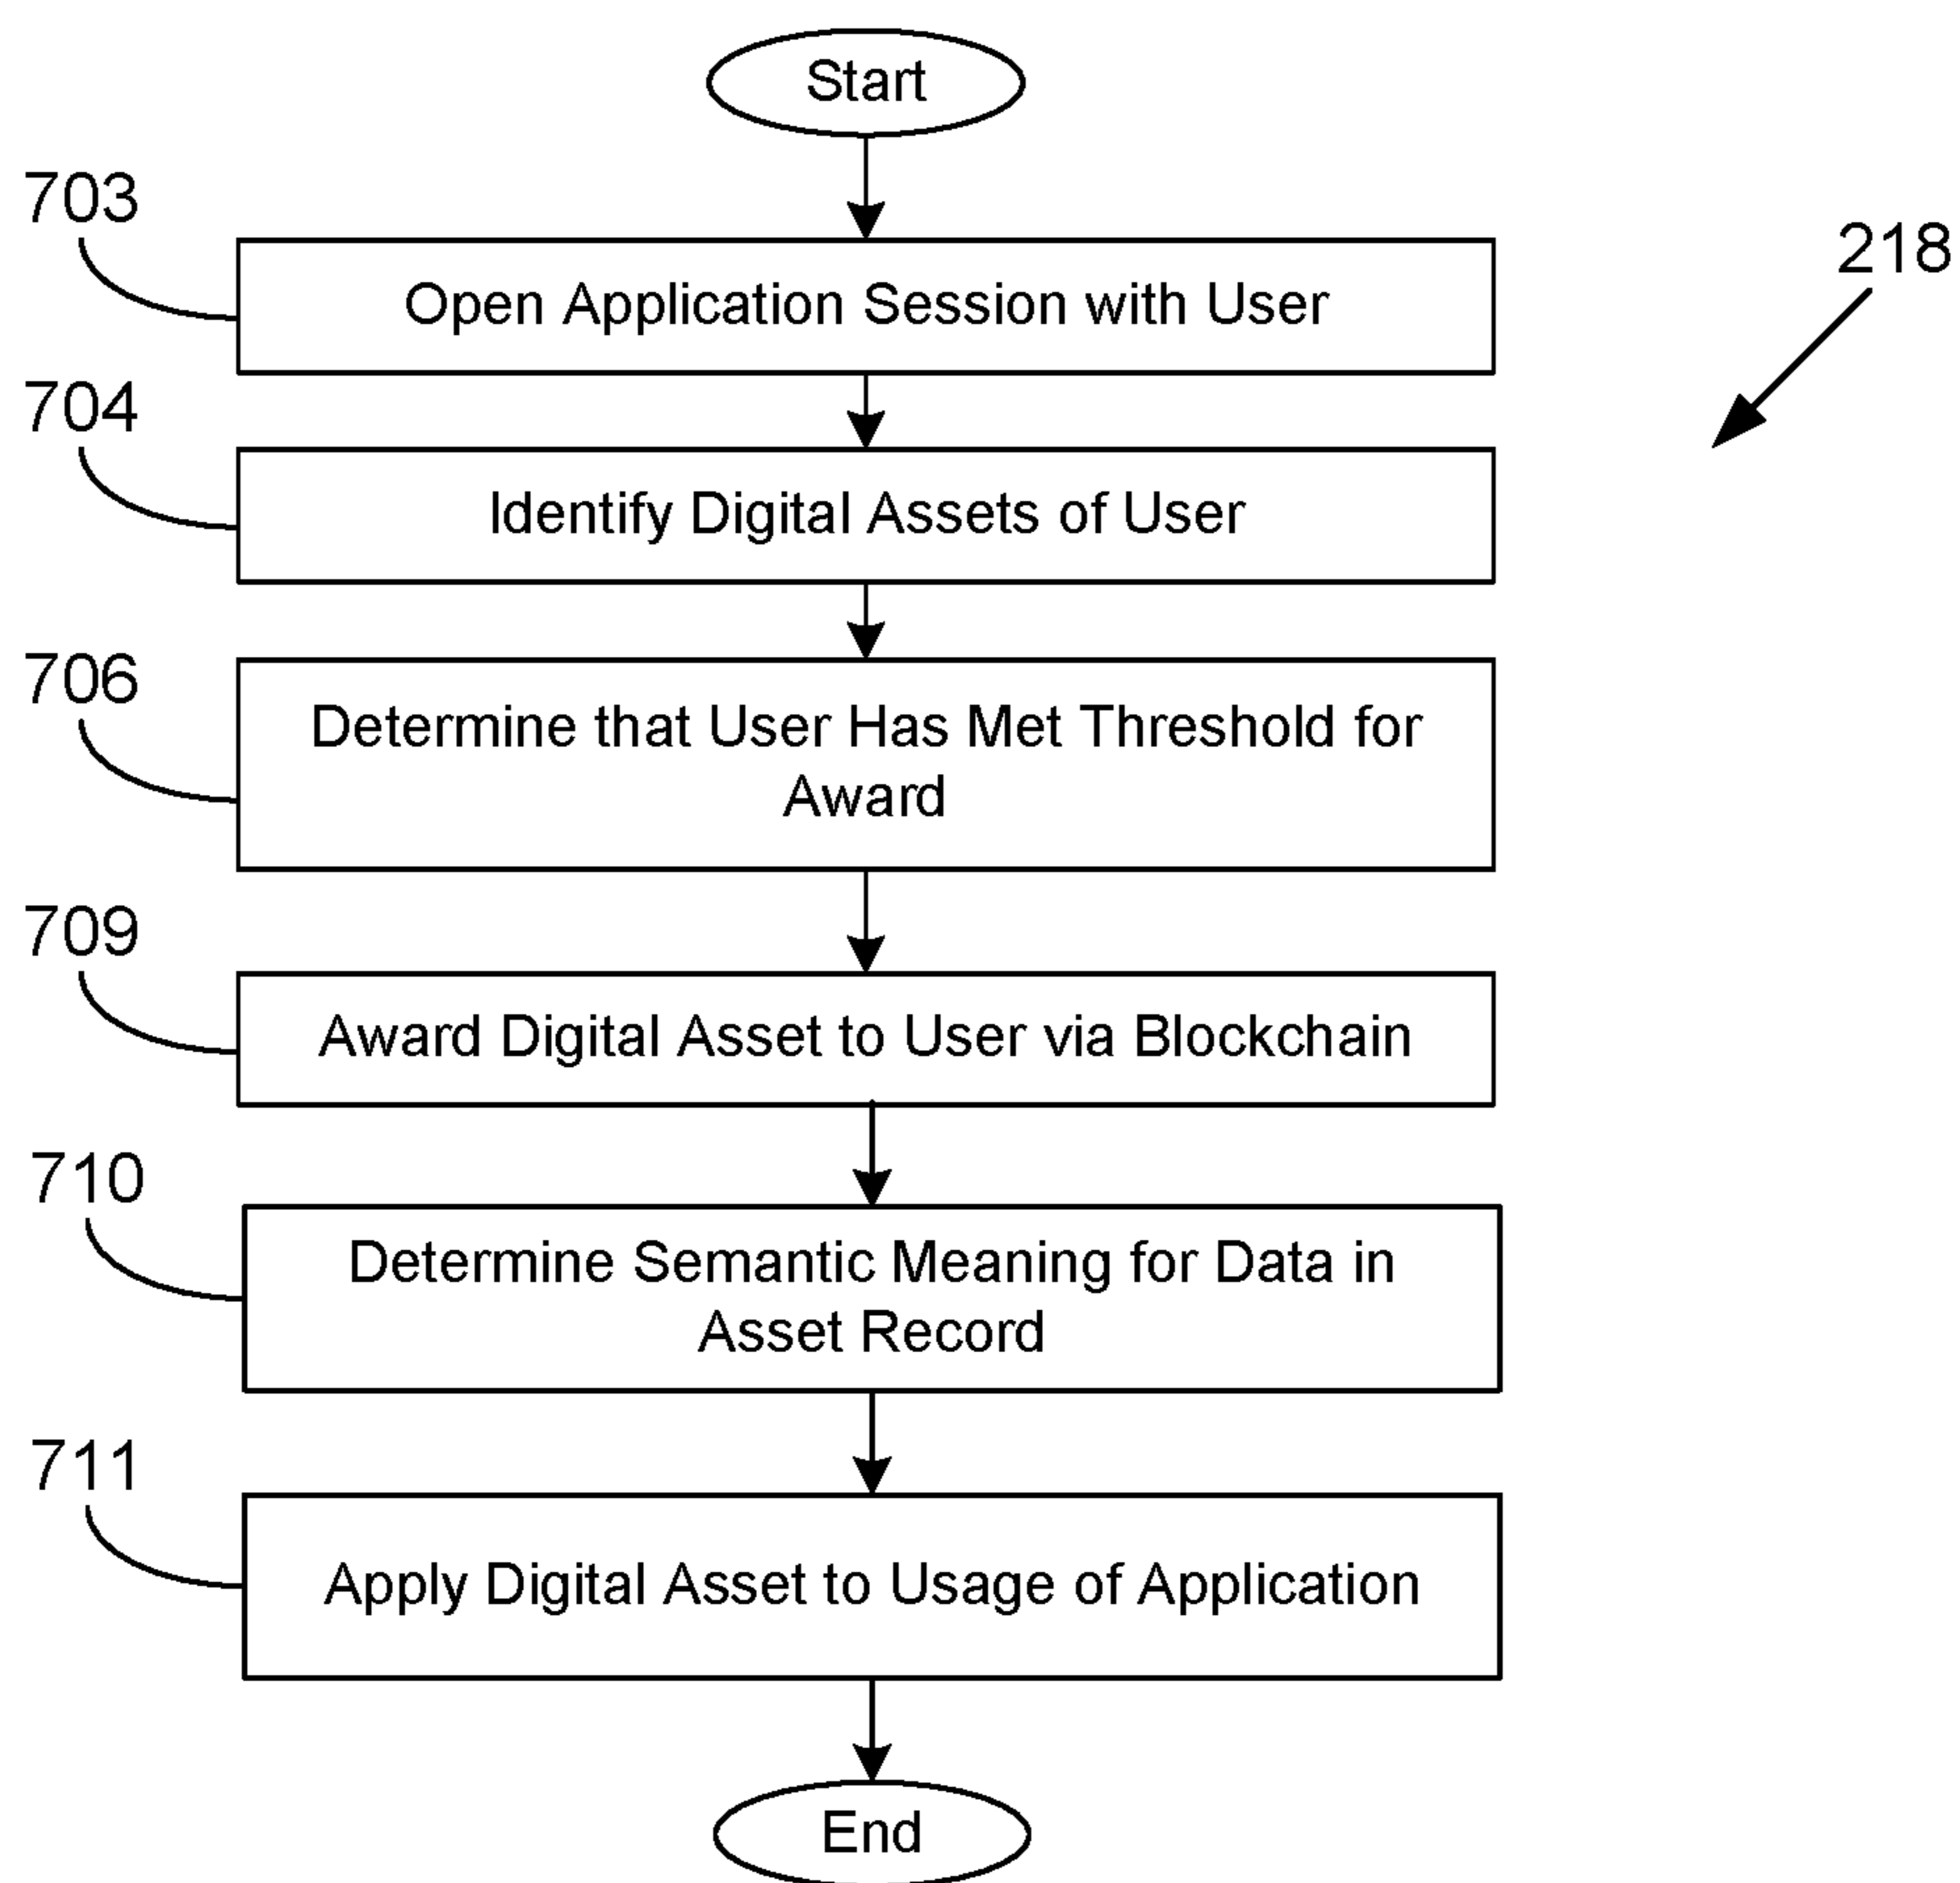 Start
703
218
Open Application Session with User
704
Identify Digital Assets of User
706
Determine that User Has Met Threshold for
Award
709
Award Digital Asset to User via Blockchain
710
Determine Semantic Meaning for Data in
Asset Record
711
Apply Digital Asset to Usage of Application
End